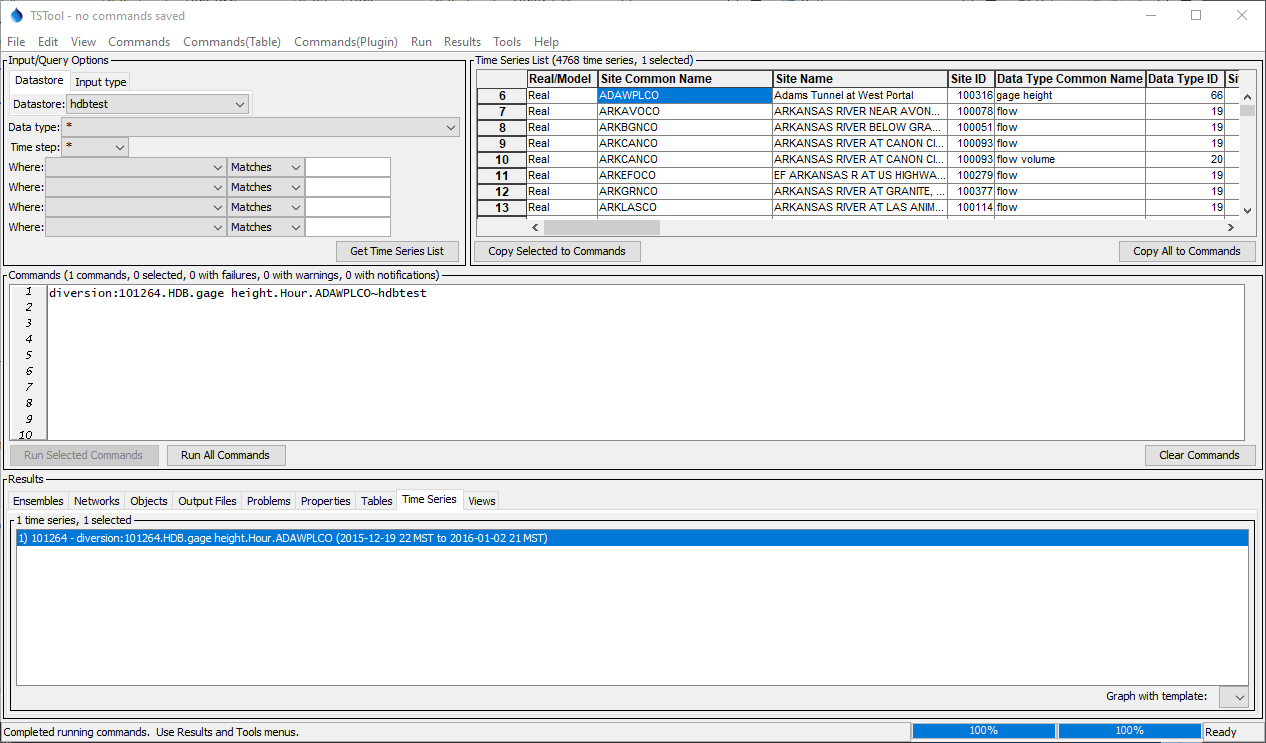 TSTool - no commands saved
File Edit View Commands Commands(Table) Commands(Plugin) Run Results Tools Help
Input/Query Options
Datastore Input type
Datastore: hdbtest
Data type: *
Time step: *
Where: Matches
Where: Matches
Where: Matches
Where: Matches
Get Time Series List
Time Series List (4768 time series, 1 selected)
Real/Model Site Common Name Site Name Site ID Data Type Common Name Data Type ID Sit
6 Real ADAWPLCO Adams Tunnel at West Portal 100316 gage height 66
7 Real ARKAVOCO ARKANSAS RIVER NEAR AVON... 100078 flow 19
8 Real ARKBGNCO ARKANSAS RIVER BELOW GRA... 100051 flow 19
9 Real ARKCANCO ARKANSAS RIVER AT CANON CI... 100093 flow 19
10 Real ARKCANCO ARKANSAS RIVER AT CANON CI... 100093 flow volume 20
11 Real ARKEFOCO EF ARKANSAS R AT US HIGHWA... 100279 flow 19
12 Real ARKGRNCO ARKANSAS RIVER AT GRANITE, ... 100377 flow 19
13 Real ARKLASCO ARKANSAS RIVER AT LAS ANIM... 100114 flow 19
Copy Selected to Commands Copy All to Commands
Commands (1 commands, 0 selected, 0 with failures, 0 with warnings, 0 with notifications)
1 diversion:101264.HDB.gage height.Hour.ADAWPLCO~hdbtest
2
3
4
5
6
7
8
9
10
Run Selected Commands Run All Commands Clear Commands
Results
Ensembles Networks Objects Output Files Problems Properties Tables Time Series Views
1 time series, 1 selected
1) 101264 - diversion:101264.HDB.gage height.Hour.ADAWPLCO (2015-12-19 22 MST to 2016-01-02 21 MST)
Graph with template:
Completed running commands. Use Results and Tools menus. 100% 100% Ready